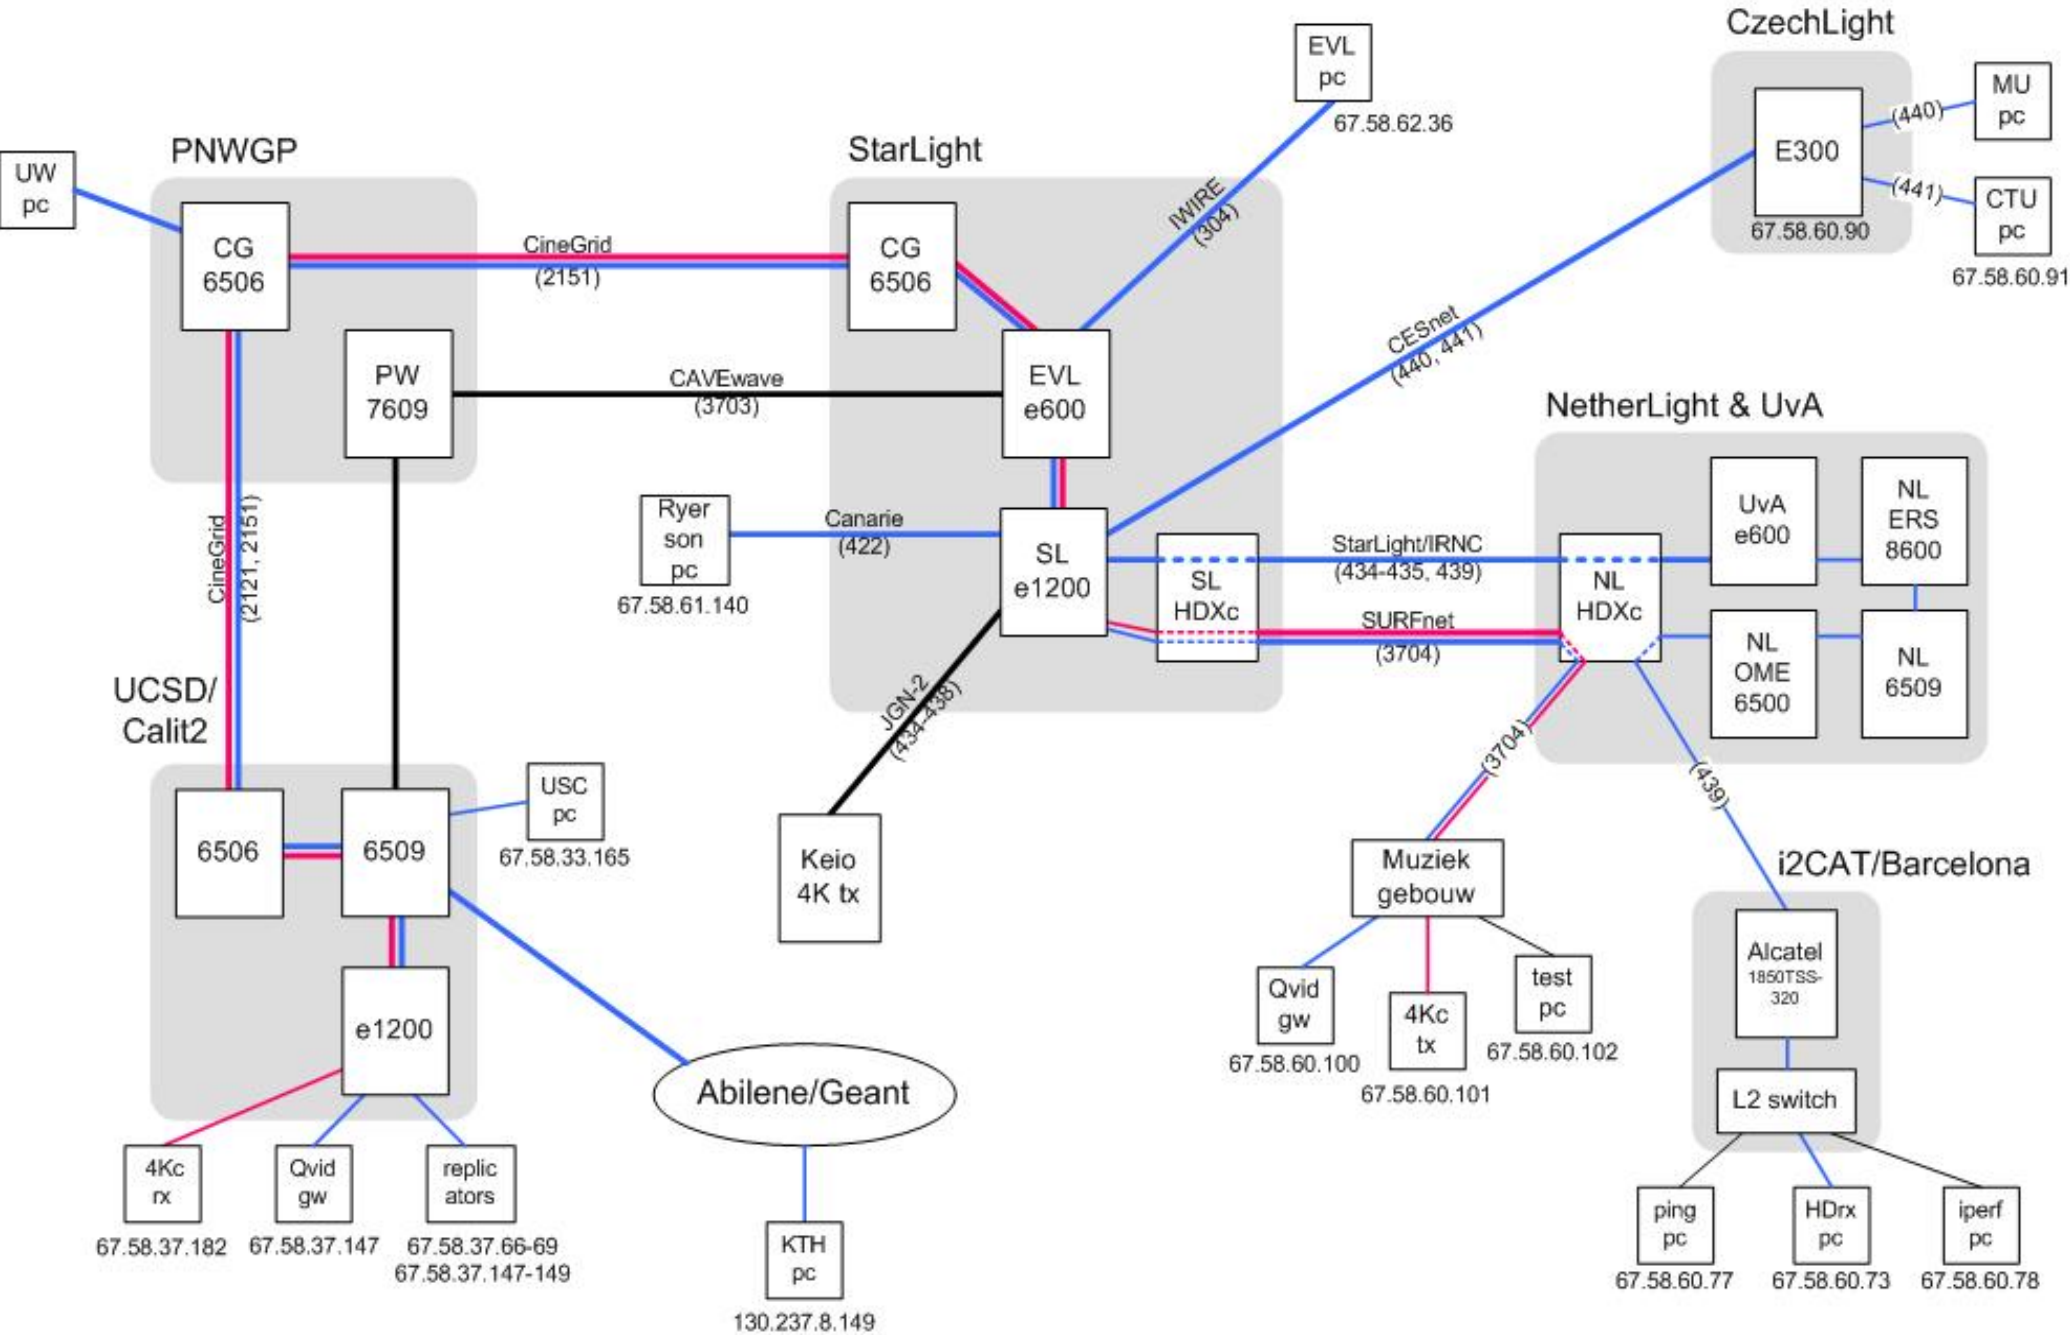 CzechLight
EVL
pc
67.58.62.36
MU
pc
(440)
E300
(441)
CTU
pc
67.58.60.90
67.58.60.91
PNWGP
StarLight
UW
pc
CG
6506
CineGrid
(2151)
CG
6506
IWIRE
(304)
PW
7609
CAVEwave
(3703)
EVL
e600
CESnet
(440, 441)
NetherLight & UvA
CineGrid
(2121, 2151)
Ryer
son
pc
67.58.61.140
Canarie
(422)
SL
e1200
SL
HDXc
StarLight/IRNC
(434-435, 439)
SURFnet
(3704)
NL
HDXc
UvA
e600
NL
ERS
8600
NL
OME
6500
NL
6509
JGN-2
(434-438)
(3704)
(439)
UCSD/
Calit2
6506
6509
USC
pc
67.58.33.165
Keio
4K tx
e1200
Abilene/Geant
Muziek
gebouw
i2CAT/Barcelona
Alcatel
1850TSS-
320
L2 switch
Qvid
gw
67.58.60.100
4Kc
tx
67.58.60.101
test
pc
67.58.60.102
4Kc
rx
67.58.37.182
Qvid
gw
67.58.37.147
replic
ators
67.58.37.66-69
67.58.37.147-149
KTH
pc
130.237.8.149
ping
pc
67.58.60.77
HDrx
pc
67.58.60.73
iperf
pc
67.58.60.78